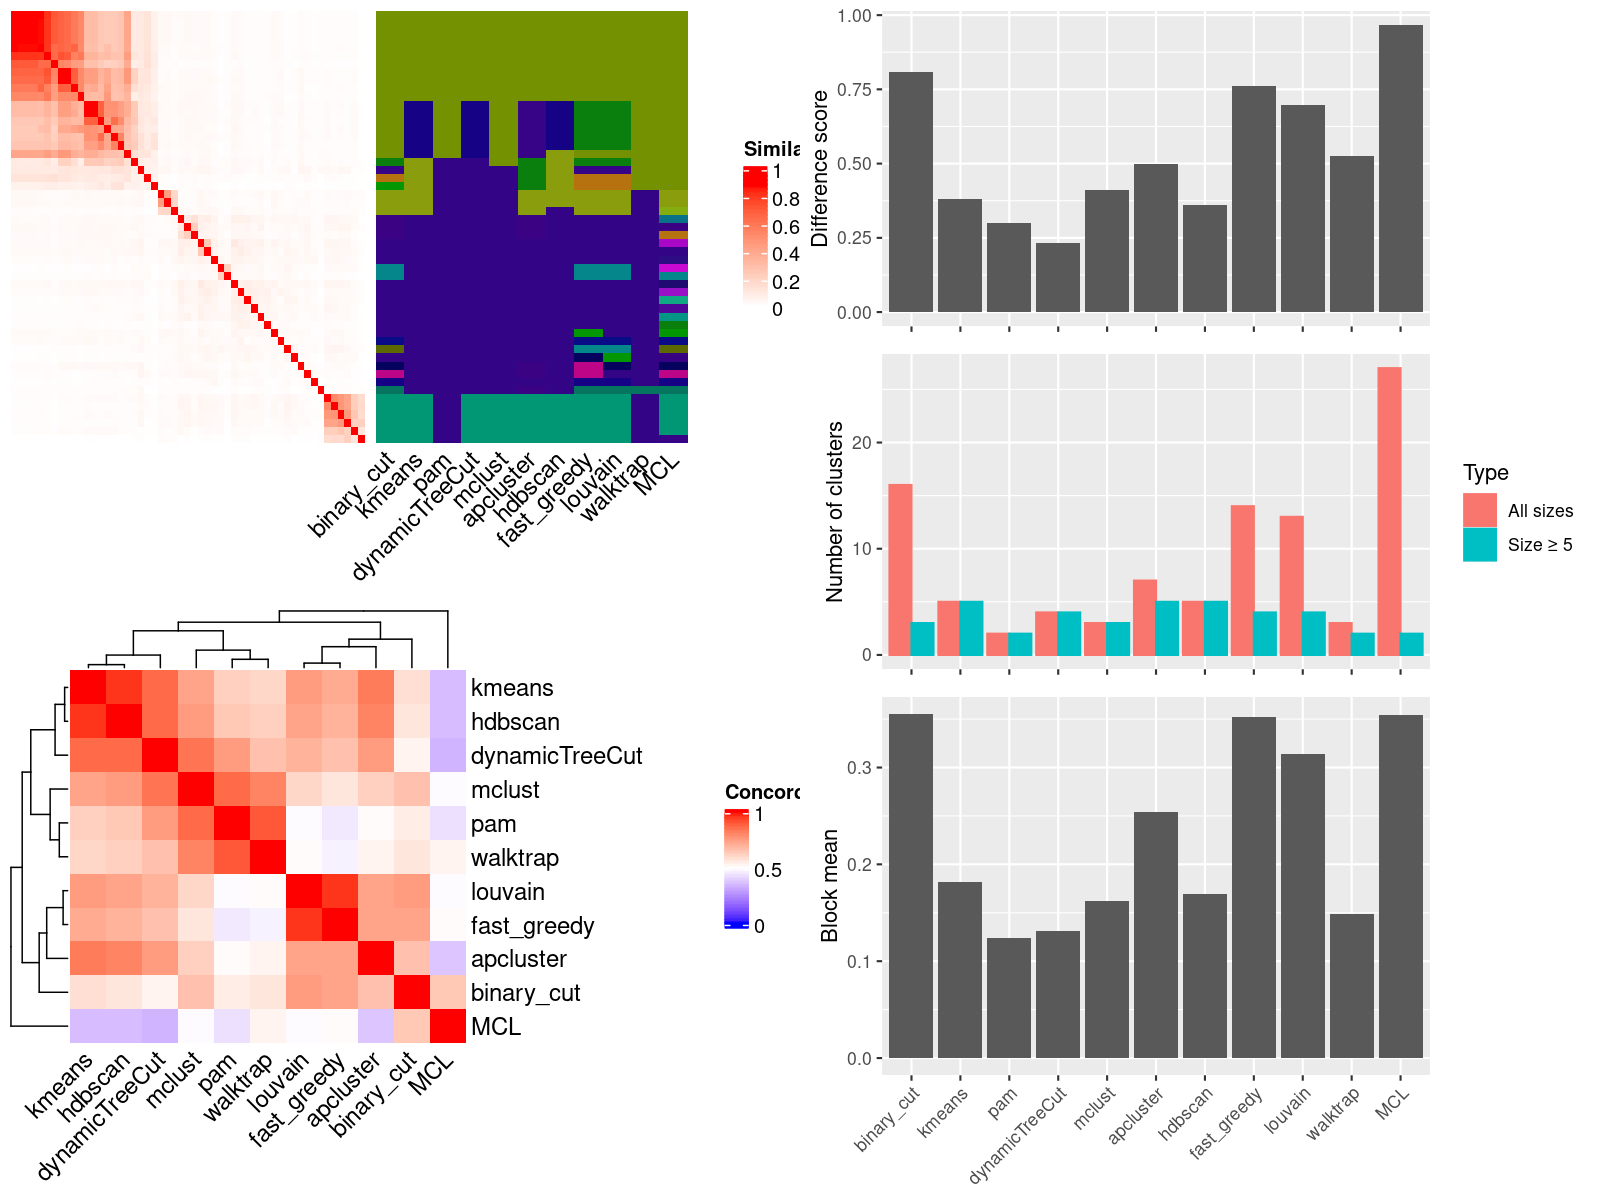 Simila
1
0.8
0.6
0.4
0.2
0
binary_cut
kmeans
pam
dynamicTreeCut
mclust
apcluster
hdbscan
fast_greedy
louvain
walktrap
MCL
kmeans
hdbscan
dynamicTreeCut
mclust
pam
walktrap
louvain
fast_greedy
apcluster
binary_cut
MCL
kmeans
hdbscan
dynamicTreeCut
mclust
pam
walktrap
louvain
fast_greedy
apcluster
binary_cut
MCL
Concord
1
0.5
0
Difference score
1.00
0.75
0.50
0.25
0.00
Number of clusters
20
10
0
Type
All sizes
Size ≥ 5
Block mean
0.3
0.2
0.1
0.0
binary_cut
kmeans
pam
dynamicTreeCut
mclust
apcluster
hdbscan
fast_greedy
louvain
walktrap
MCL